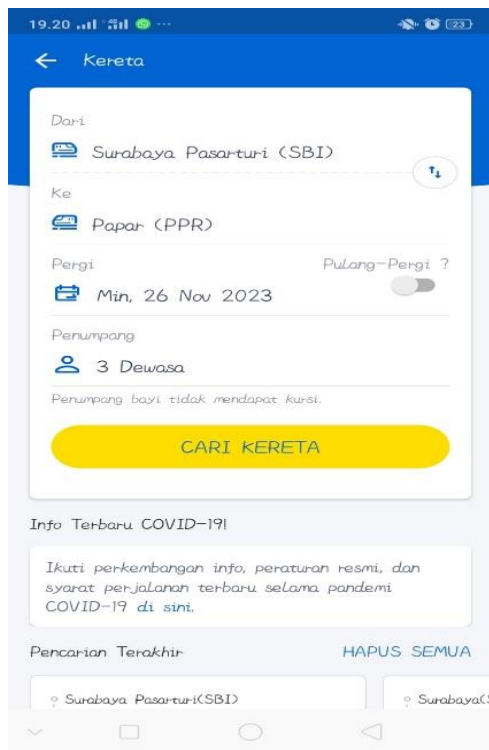 19.20
23
Kereta
Dari
Surabaya Pasarturi (SBI)
Ke
Papar (PPR)
Pergi
Pulang-Pergi ?
Min, 26 Nov 2023
Penumpang
3 Dewasa
Penumpang bayi tidak mendapat kursi.
CARI KERETA
Info Terbaru COVID-19!
Ikuti perkembangan info, peraturan resmi, dan
syarat perjalanan terbaru selama pandemi
COVID-19 di sini.
Pencarian Terakhir
HAPUS SEMUA
Surabaya Pasarturi(SBI)
Surabaya(S